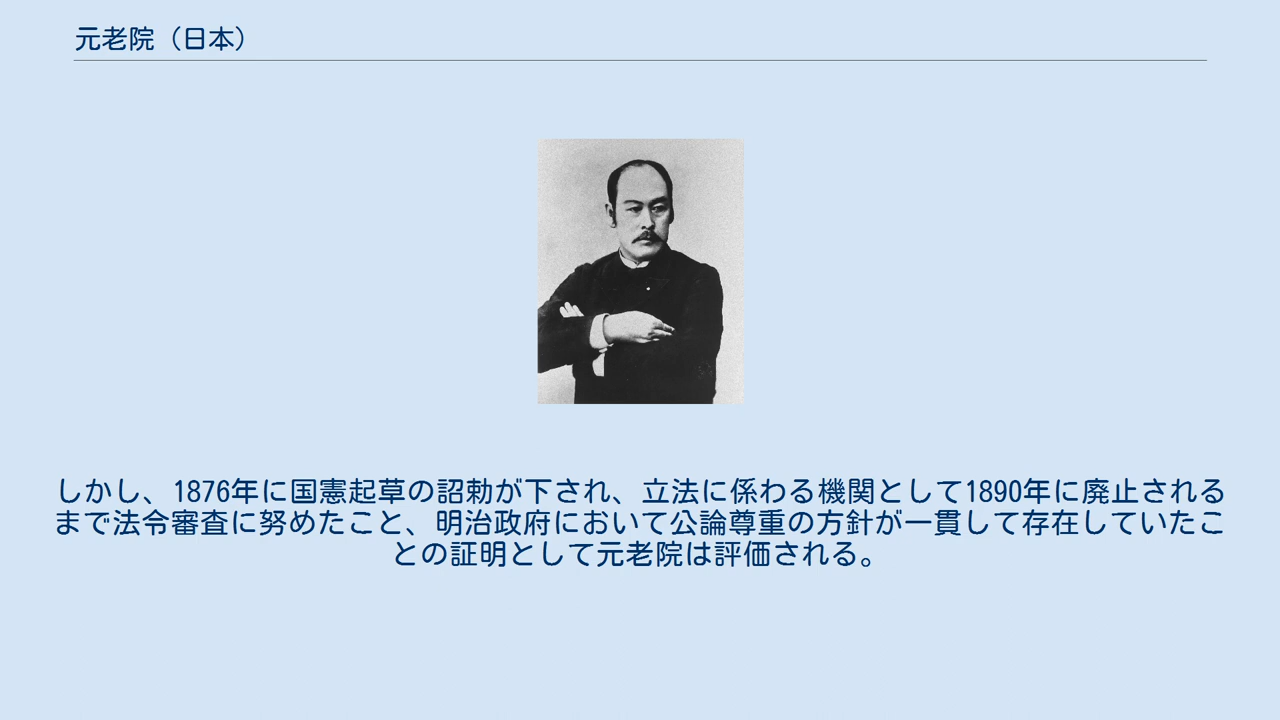 元老院（日本）
しかし、1876年に国憲起草の詔勅が下され、立法に係わる機関として1890年に廃止される
まで法令審査に努めたこと、明治政府において公論尊重の方針が一貫して存在していたこ
との証明として元老院は評価される。